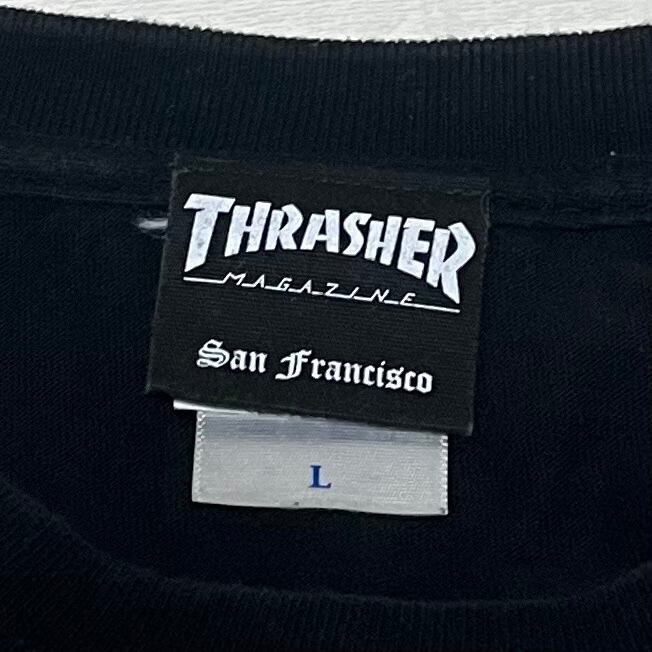 THRASHER
MAGAZINE
San Francisco
L